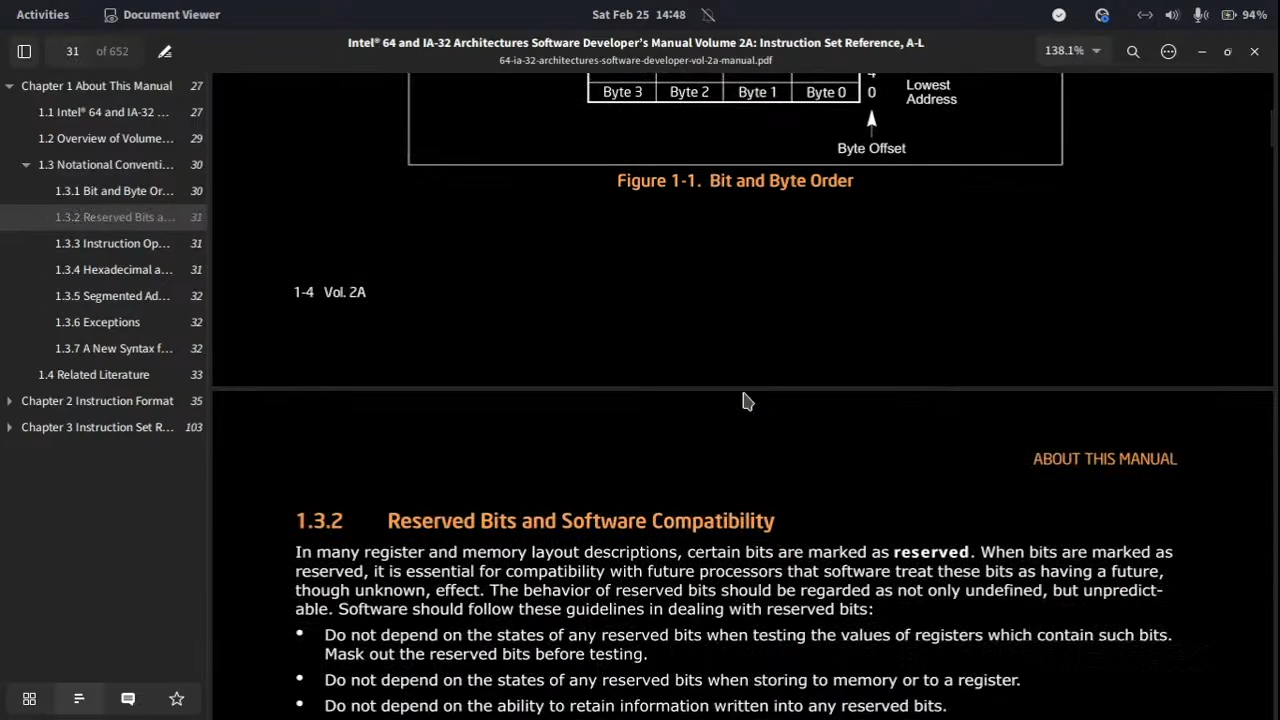 Activities
Document Viewer
Sat Feb 25 14:48
94%
31 of 652
Intel® 64 and IA-32 Architectures Software Developer's Manual Volume 2A: Instruction Set Reference, A-L
64-ia-32-architectures-software-developer-vol-2a-manual.pdf
138.1%
Chapter 1 About This Manual 27
1.1 Intel® 64 and IA-32 ... 27
1.2 Overview of Volume... 29
1.3 Notational Conventi... 30
1.3.1 Bit and Byte Or... 30
1.3.2 Reserved Bits a... 31
1.3.3 Instruction Op... 31
1.3.4 Hexadecimal a... 31
1.3.5 Segmented Ad... 32
1.3.6 Exceptions 32
1.3.7 A New Syntax f... 32
1.4 Related Literature 33
Chapter 2 Instruction Format 35
Chapter 3 Instruction Set R... 103
4
Byte 3 Byte 2 Byte 1 Byte 0 0
Lowest
Address
Byte Offset
Figure 1-1. Bit and Byte Order
1-4 Vol. 2A
ABOUT THIS MANUAL
1.3.2 Reserved Bits and Software Compatibility
In many register and memory layout descriptions, certain bits are marked as reserved. When bits are marked as
reserved, it is essential for compatibility with future processors that software treat these bits as having a future,
though unknown, effect. The behavior of reserved bits should be regarded as not only undefined, but unpredict-
able. Software should follow these guidelines in dealing with reserved bits:
• Do not depend on the states of any reserved bits when testing the values of registers which contain such bits.
Mask out the reserved bits before testing.
• Do not depend on the states of any reserved bits when storing to memory or to a register.
• Do not depend on the ability to retain information written into any reserved bits.